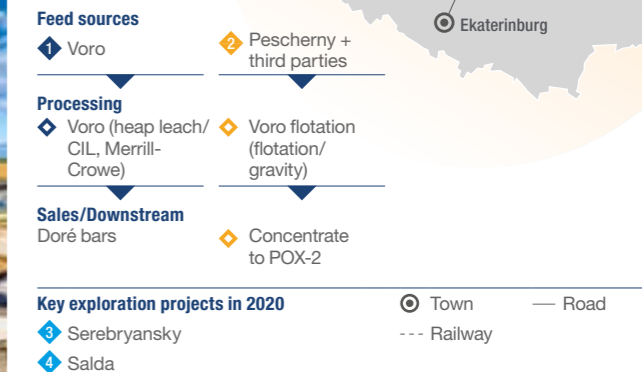 Ekaterinburg
Feed sources
1 Voro
2 Pescherny +
third parties
Processing
Voro (heap leach/
CIL, Merrill-
Crowe)
Voro flotation
(flotation/
gravity)
Sales/Downstream
Doré bars
Concentrate
to POX-2
Key exploration projects in 2020
3 Serebryansky
4 Salda
Town
Road
Railway